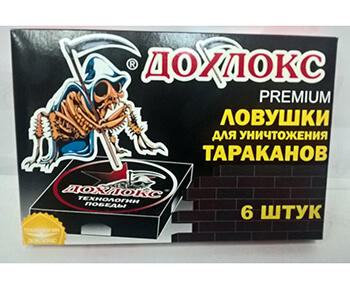 ® ДОХЛОКС
PREMIUM
ЛОВУШКИ
ДЛЯ УНИЧТОЖЕНИЯ
ТАРАКАНОВ
ДОХЛОКС
ТЕХНОЛОГИИ
ПОБЕДЫ
6 ШТУК